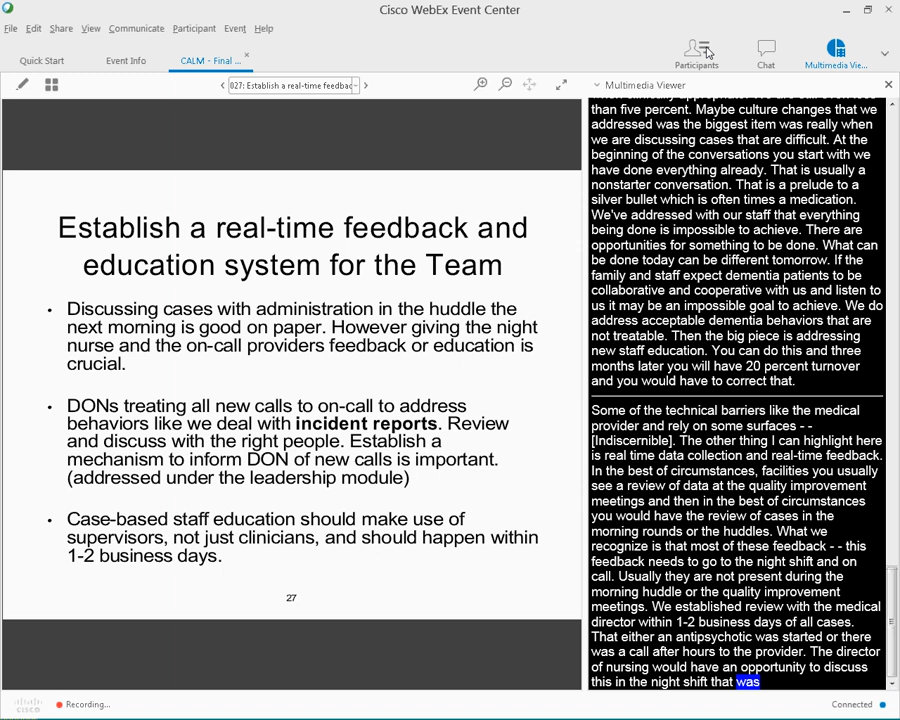 Cisco WebEx Event Center
File Edit Share View Communicate Participant Event Help
Quick Start Event Info CALM - Final ...
Participants Chat Multimedia Vie...
027: Establish a real-time feedbac
Multimedia Viewer
Establish a real-time feedback and
education system for the Team
• Discussing cases with administration in the huddle the
next morning is good on paper. However giving the night
nurse and the on-call providers feedback or education is
crucial.
• DONs treating all new calls to on-call to address
behaviors like we deal with incident reports. Review
and discuss with the right people. Establish a
mechanism to inform DON of new calls is important.
(addressed under the leadership module)
• Case-based staff education should make use of
supervisors, not just clinicians, and should happen within
1-2 business days.
27
than five percent. Maybe culture changes that we
addressed was the biggest item was really when
we are discussing cases that are difficult. At the
beginning of the conversations you start with we
have done everything already. That is usually a
nonstarter conversation. That is a prelude to a
silver bullet which is often times a medication.
We've addressed with our staff that everything
being done is impossible to achieve. There are
opportunities for something to be done. What can
be done today can be different tomorrow. If the
family and staff expect dementia patients to be
collaborative and cooperative with us and listen to
us it may be an impossible goal to achieve. We do
address acceptable dementia behaviors that are
not treatable. Then the big piece is addressing
new staff education. You can do this and three
months later you will have 20 percent turnover
and you would have to correct that.
Some of the technical barriers like the medical
provider and rely on some surfaces - -
[Indiscernible]. The other thing I can highlight here
is real time data collection and real-time feedback.
In the best of circumstances, facilities you usually
see a review of data at the quality improvement
meetings and then in the best of circumstances
you would have the review of cases in the
morning rounds or the huddles. What we
recognize is that most of these feedback - - this
feedback needs to go to the night shift and on
call. Usually they are not present during the
morning huddle or the quality improvement
meetings. We established review with the medical
director within 1-2 business days of all cases.
That either an antipsychotic was started or there
was a call after hours to the provider. The director
of nursing would have an opportunity to discuss
this in the night shift that was
cisco Recording... Connected